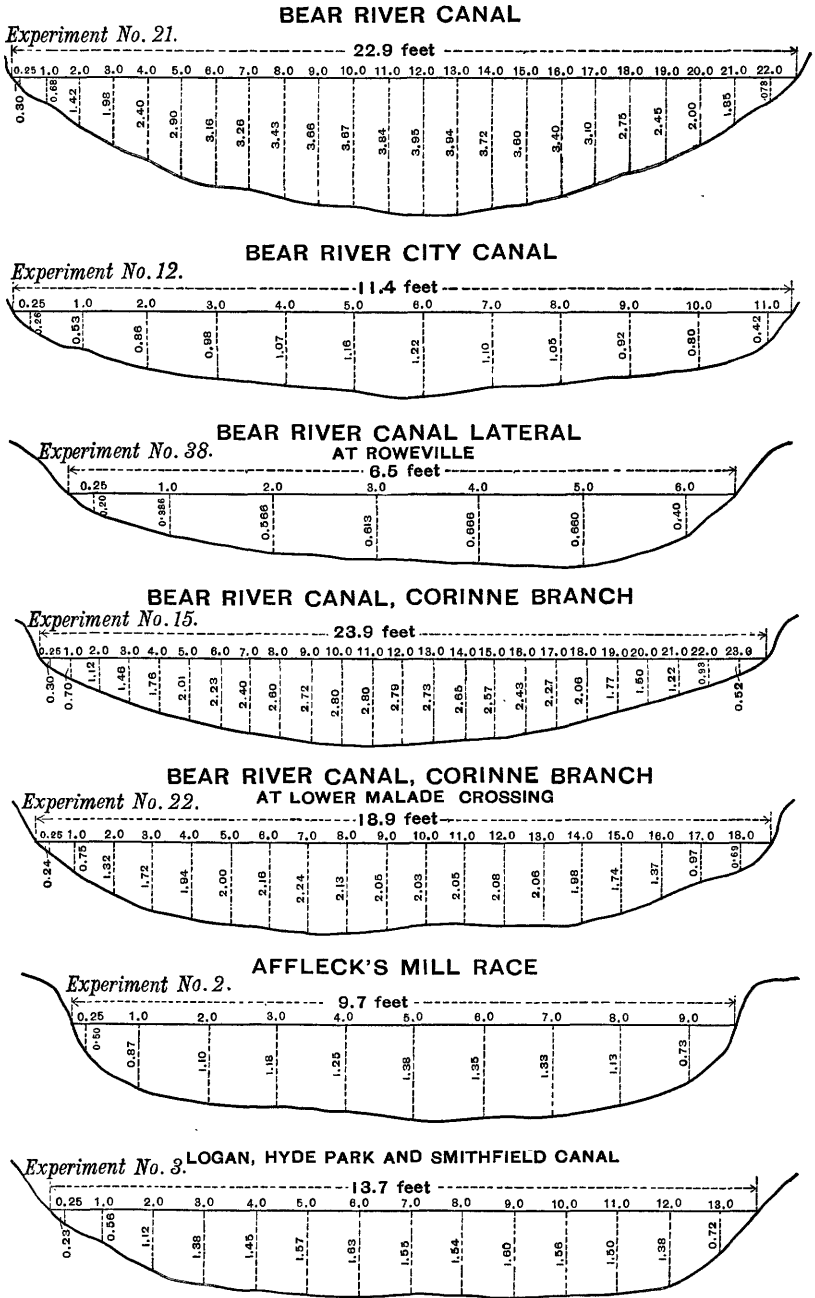 BEAR RIVER CANAL
Experiment No. 21.
22.9 feet
0.25 1.0 2.0 3.0 4.0 5.0 6.0 7.0 8.0 9.0 10.0 11.0 12.0 13.0 14.0 15.0 16.0 17.0 18.0 19.0 20.0 21.0 22.0
0.30 0.68 1.42 1.98 2.40 2.90 3.16 3.26 3.43 3.66 3.67 3.84 3.95 3.94 3.72 3.60 3.40 3.10 2.75 2.45 2.00 1.85 .078
BEAR RIVER CITY CANAL
Experiment No. 12.
11.4 feet
0.25 1.0 2.0 3.0 4.0 5.0 6.0 7.0 8.0 9.0 10.0 11.0
0.26 0.53 0.86 0.98 1.07 1.16 1.22 1.10 1.05 0.92 0.80 0.42
BEAR RIVER CANAL LATERAL
Experiment No. 38. AT ROWEVILLE
6.5 feet
0.25 1.0 2.0 3.0 4.0 5.0 6.0
0.20 0.386 0.566 0.613 0.666 0.660 0.40
BEAR RIVER CANAL, CORINNE BRANCH
Experiment No. 15.
23.9 feet
0.25 1.0 2.0 3.0 4.0 5.0 6.0 7.0 8.0 9.0 10.0 11.0 12.0 13.0 14.0 15.0 16.0 17.0 18.0 19.0 20.0 21.0 22.0 23.0
0.30 0.70 1.12 1.46 1.76 2.01 2.23 2.40 2.60 2.72 2.80 2.80 2.79 2.73 2.65 2.57 2.43 2.27 2.06 1.77 1.50 1.22 0.93 0.52
BEAR RIVER CANAL, CORINNE BRANCH
Experiment No. 22. AT LOWER MALADE CROSSING
18.9 feet
0.25 1.0 2.0 3.0 4.0 5.0 6.0 7.0 8.0 9.0 10.0 11.0 12.0 13.0 14.0 15.0 16.0 17.0 18.0
0.24 0.75 1.32 1.72 1.94 2.00 2.16 2.24 2.13 2.05 2.03 2.05 2.08 2.06 1.98 1.74 1.37 0.97 0.69
AFFLECK'S MILL RACE
Experiment No. 2.
9.7 feet
0.25 1.0 2.0 3.0 4.0 5.0 6.0 7.0 8.0 9.0
0.50 0.87 1.10 1.18 1.25 1.38 1.35 1.33 1.13 0.73
Experiment No. 3. LOGAN, HYDE PARK AND SMITHFIELD CANAL
13.7 feet
0.25 1.0 2.0 3.0 4.0 5.0 6.0 7.0 8.0 9.0 10.0 11.0 12.0 13.0
0.23 0.56 1.12 1.38 1.45 1.57 1.63 1.55 1.54 1.60 1.56 1.50 1.38 0.72